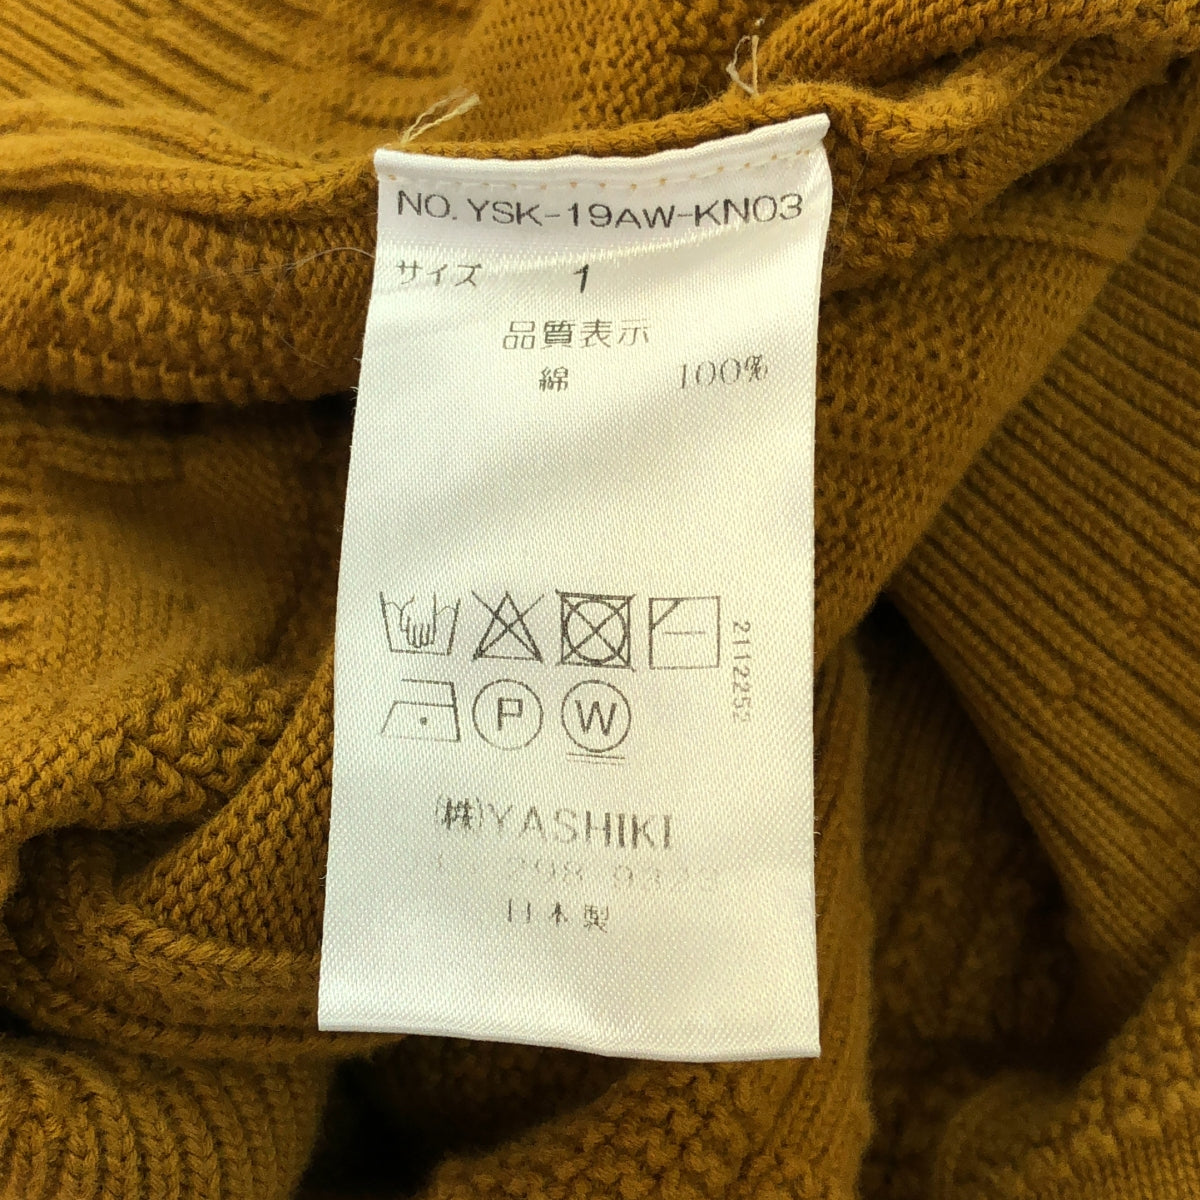 NO.YSK-19AW-KN03
サイズ 1
品質表示
綿 100%
2112252
P W
(株)YASHIKI
日本製